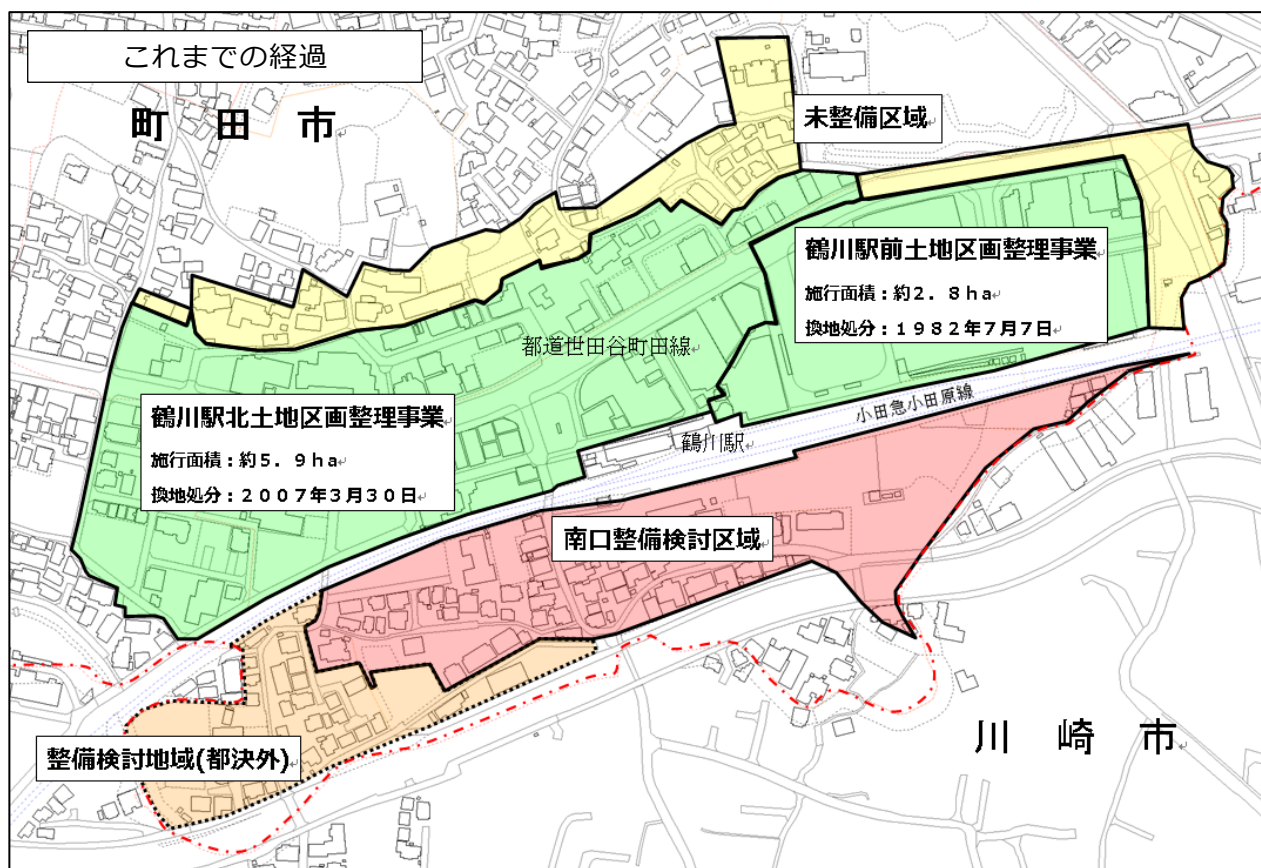 これまでの経過
町田市
未整備区域
鶴川駅前土地区画整理事業
施行面積：約2．8ha
換地処分：1982年7月7日
都道世田谷町田線
小田急小田原線
鶴川駅
鶴川駅北土地区画整理事業
施行面積：約5．9ha
換地処分：2007年3月30日
南口整備検討区域
川崎市
整備検討地域(都決外)